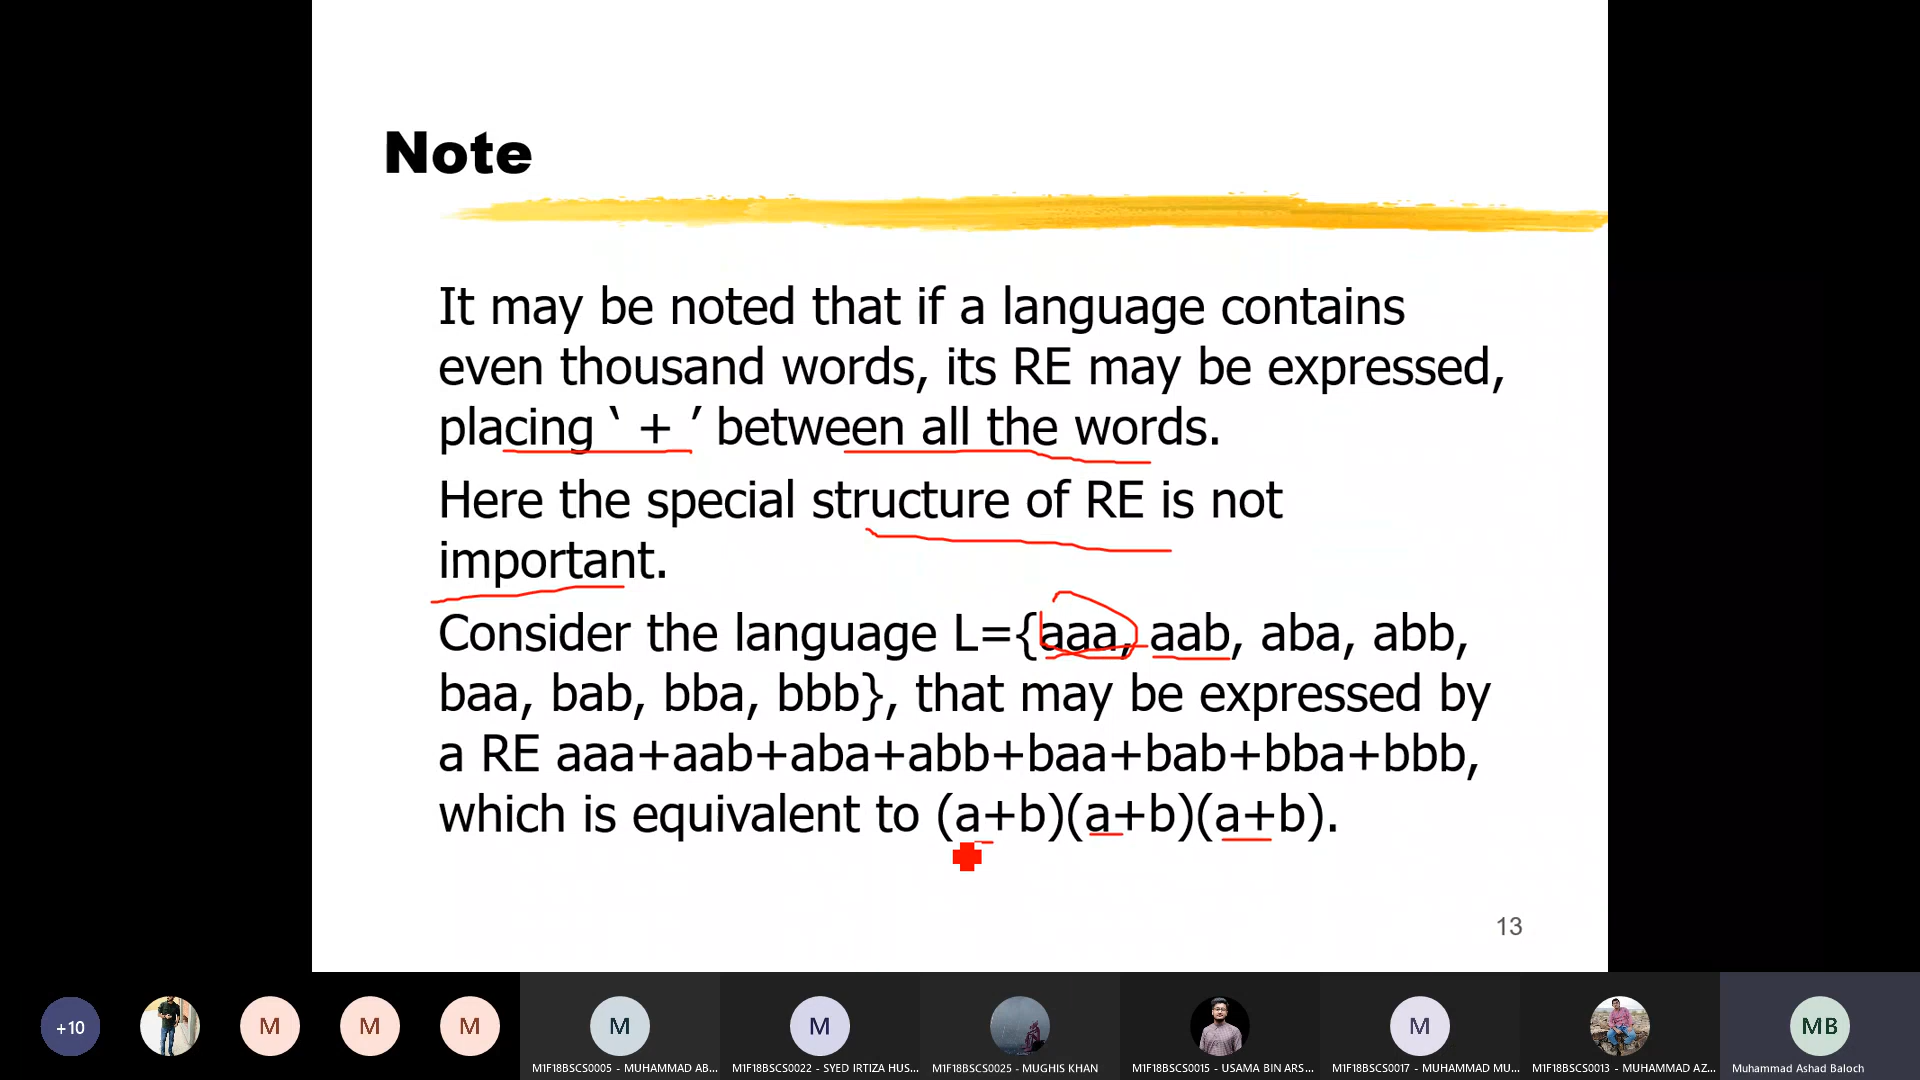 Note
It may be noted that if a language contains
even thousand words, its RE may be expressed,
placing ‘ + ’ between all the words.
Here the special structure of RE is not
important.
Consider the language L={aaa, aab, aba, abb,
baa, bab, bba, bbb}, that may be expressed by
a RE aaa+aab+aba+abb+baa+bab+bba+bbb,
which is equivalent to (a+b)(a+b)(a+b).
13
+10
M
M
M
M
M
M
MB
M1F18BSCS0005 - MUHAMMAD AB...
M1F18BSCS0022 - SYED IRTIZA HUS...
M1F18BSCS0025 - MUGHIS KHAN
M1F18BSCS0015 - USAMA BIN ARS...
M1F18BSCS0017 - MUHAMMAD MU...
M1F18BSCS0013 - MUHAMMAD AZ...
Muhammad Ashad Baloch